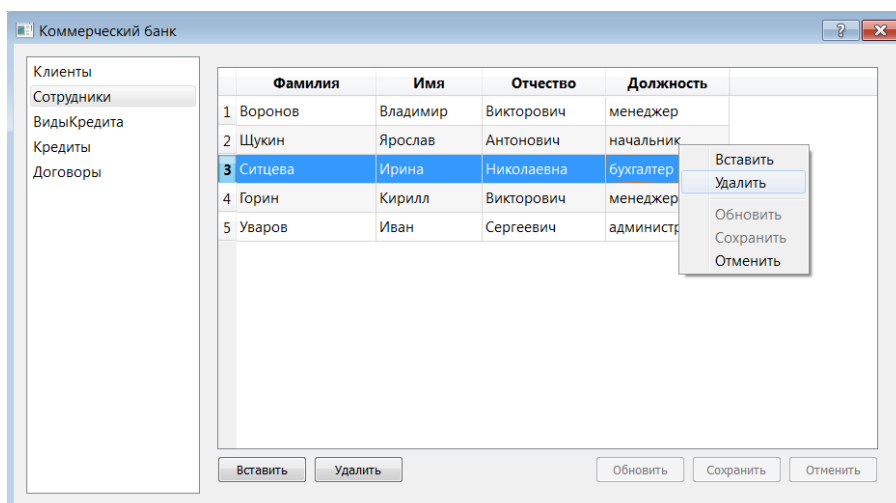 Коммерческий банк
Клиенты
Сотрудники
ВидыКредита
Кредиты
Договоры
Фамилия Имя Отчество Должность
1 Воронов Владимир Викторович менеджер
2 Щукин Ярослав Антонович начальник
3 Ситцева Ирина Николаевна бухгалтер
4 Горин Кирилл Викторович менеджер
5 Уваров Иван Сергеевич администр
Вставить
Удалить
Обновить
Сохранить
Отменить
Вставить Удалить Обновить Сохранить Отменить